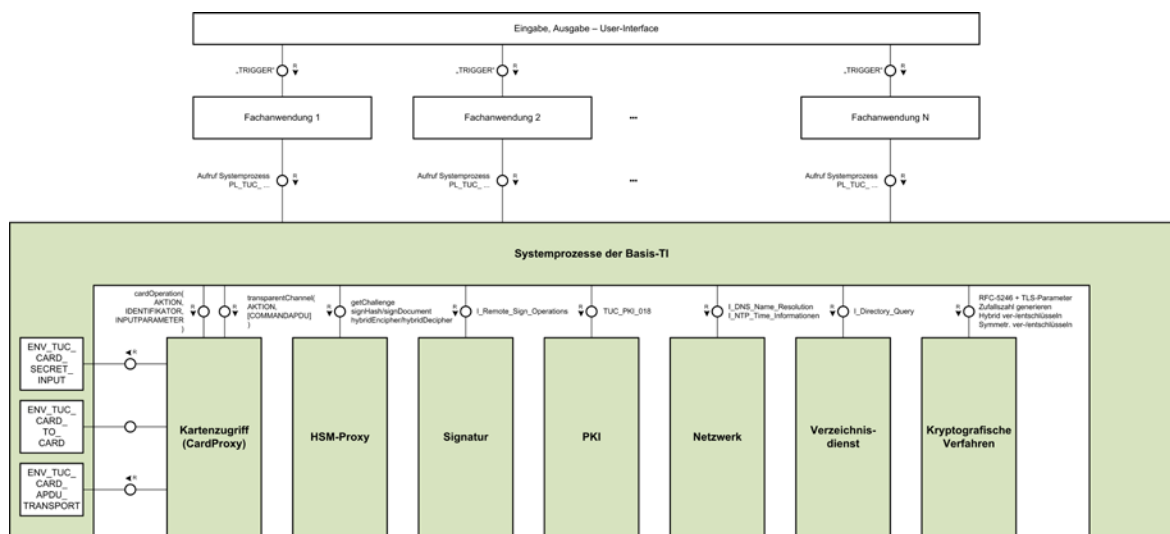 Eingabe, Ausgabe – User-Interface
„TRIGGER“
R
„TRIGGER“
R
„TRIGGER“
R
Fachanwendung 1
Fachanwendung 2
...
Fachanwendung N
Aufruf Systemprozess
PL_TUC_ ...
R
Aufruf Systemprozess
PL_TUC_ ...
R
...
Aufruf Systemprozess
PL_TUC_ ...
R
Systemprozesse der Basis-TI
cardOperation(
AKTION,
IDENTIFIKATOR,
INPUTPARAMETER
)
R
R
transparentChannel(
AKTION,
[COMMANDAPDU]
)
R
getChallenge
signHash/signDocument
hybridEncipher/hybridDecipher
R
I_Remote_Sign_Operations
R
TUC_PKI_018
R
I_DNS_Name_Resolution
I_NTP_Time_Informationen
R
I_Directory_Query
R
RFC-5246 + TLS-Parameter
Zufallszahl generieren
Hybrid ver-/entschlüsseln
Symmetr. ver-/entschlüsseln
ENV_TUC_
CARD_
SECRET_
INPUT
R
ENV_TUC_
CARD_
TO_
CARD
ENV_TUC_
CARD_
APDU_
TRANSPORT
R
Kartenzugriff
(CardProxy)
HSM-Proxy
Signatur
PKI
Netzwerk
Verzeichnis-
dienst
Kryptografische
Verfahren